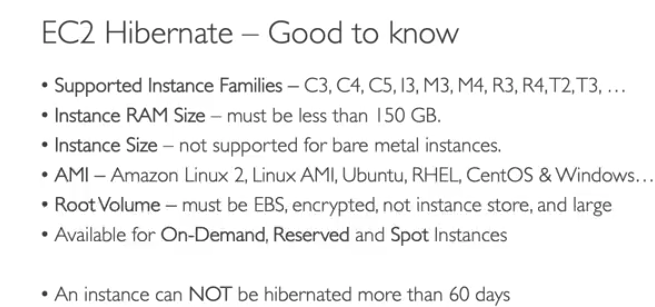 EC2 Hibernate – Good to know
• Supported Instance Families – C3, C4, C5, I3, M3, M4, R3, R4, T2, T3, …
• Instance RAM Size – must be less than 150 GB.
• Instance Size – not supported for bare metal instances.
• AMI – Amazon Linux 2, Linux AMI, Ubuntu, RHEL, CentOS & Windows…
• Root Volume – must be EBS, encrypted, not instance store, and large
• Available for On-Demand, Reserved and Spot Instances
• An instance can NOT be hibernated more than 60 days